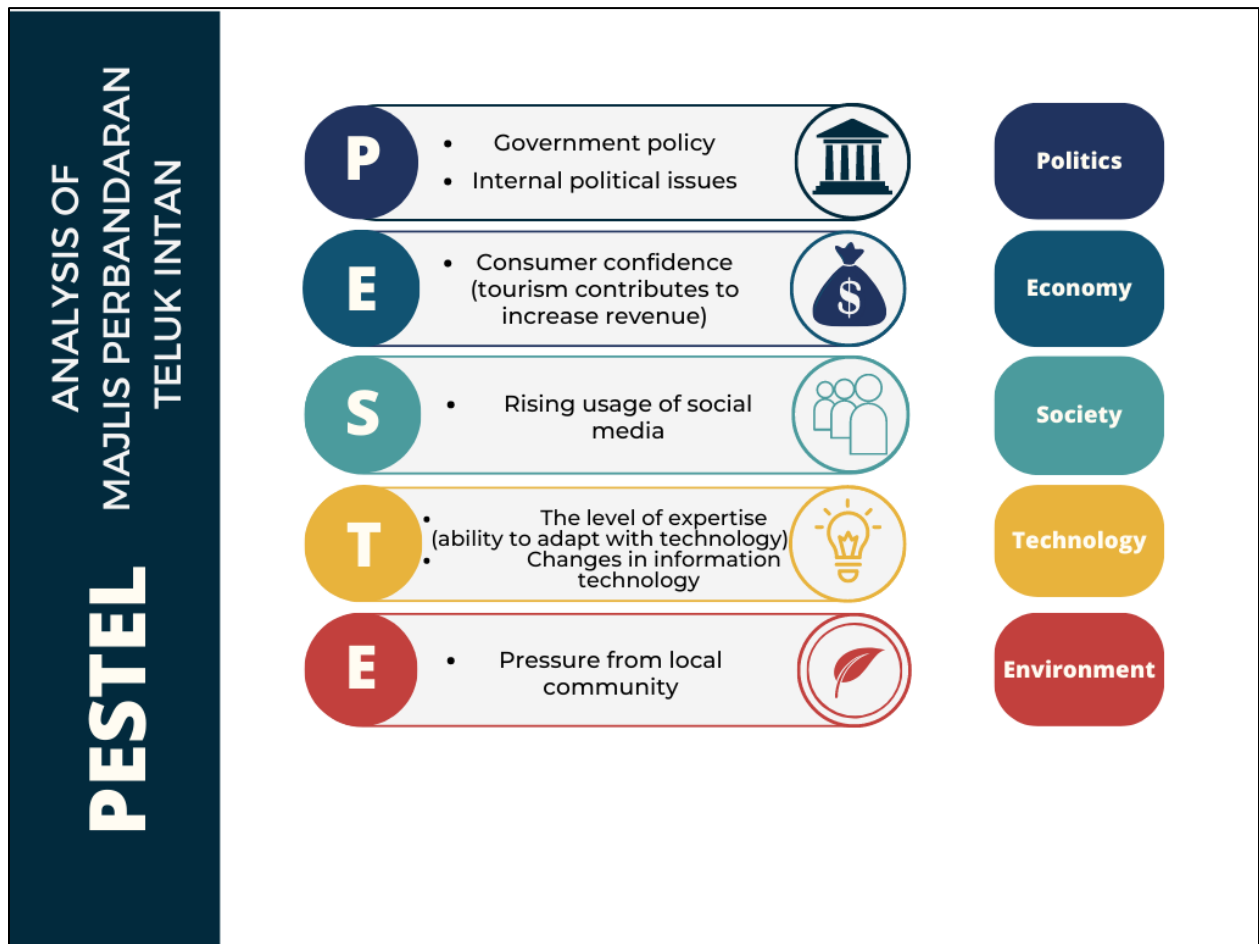 PESTEL
ANALYSIS OF
MAJLIS PERBANDARAN
TELUK INTAN
P
• Government policy
• Internal political issues
Politics
E
• Consumer confidence
(tourism contributes to
increase revenue)
$
Economy
S
• Rising usage of social
media
Society
T
• The level of expertise
(ability to adapt with technology)
• Changes in information
technology
Technology
E
• Pressure from local
community
Environment